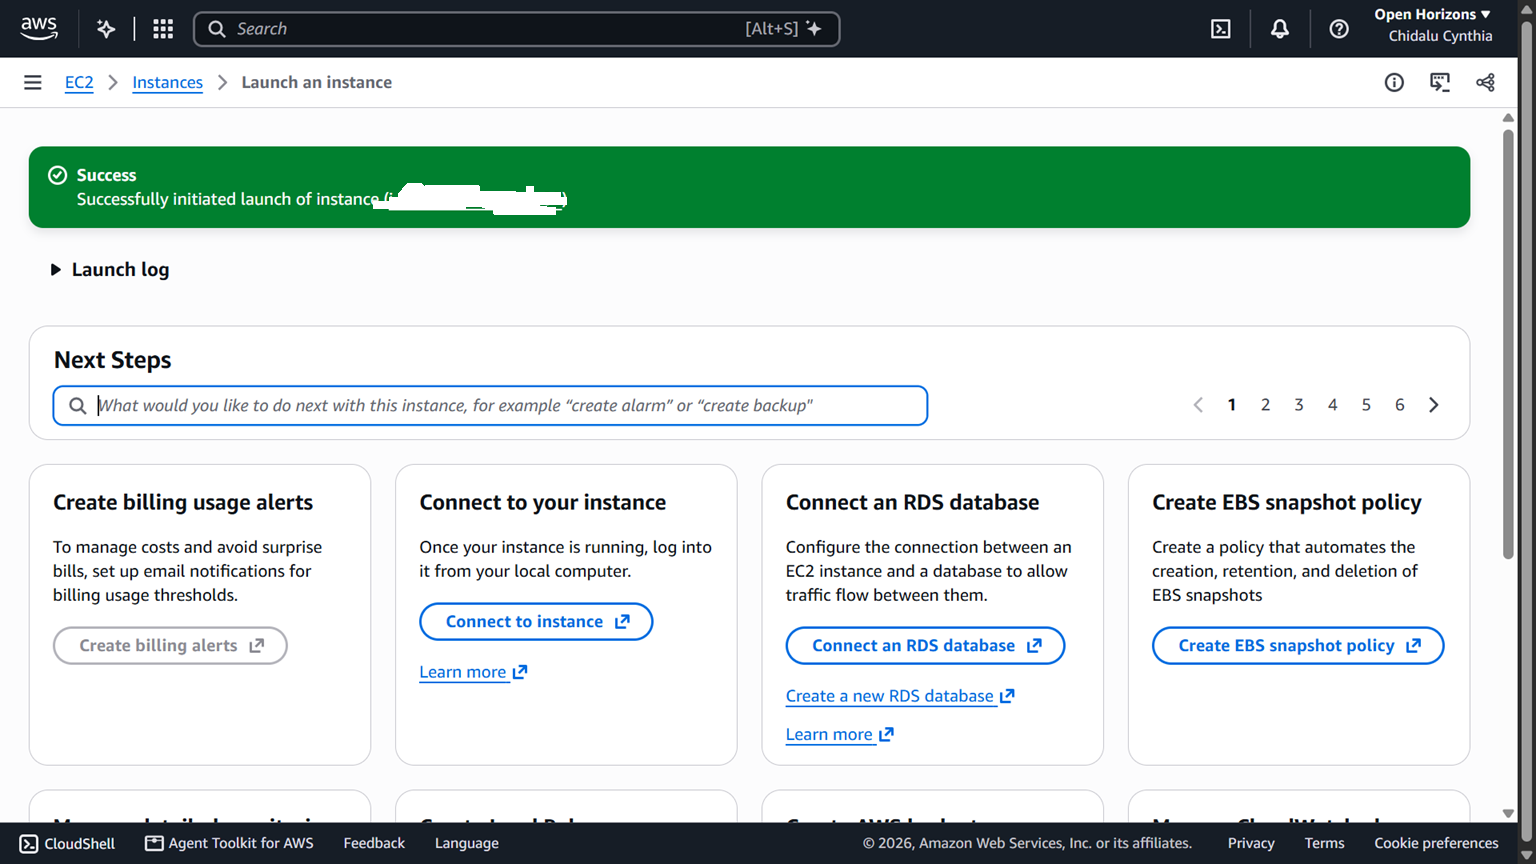 aws
Search
[Alt+S]
Open Horizons
Chidalu Cynthia
EC2
Instances
Launch an instance
Success
Successfully initiated launch of instance (i
Launch log
Next Steps
What would you like to do next with this instance, for example “create alarm” or “create backup"
1 2 3 4 5 6
Create billing usage alerts
To manage costs and avoid surprise
bills, set up email notifications for
billing usage thresholds.
Create billing alerts
Connect to your instance
Once your instance is running, log into
it from your local computer.
Connect to instance
Learn more
Connect an RDS database
Configure the connection between an
EC2 instance and a database to allow
traffic flow between them.
Connect an RDS database
Create a new RDS database
Learn more
Create EBS snapshot policy
Create a policy that automates the
creation, retention, and deletion of
EBS snapshots
Create EBS snapshot policy
CloudShell
Agent Toolkit for AWS
Feedback
Language
© 2026, Amazon Web Services, Inc. or its affiliates.
Privacy
Terms
Cookie preferences